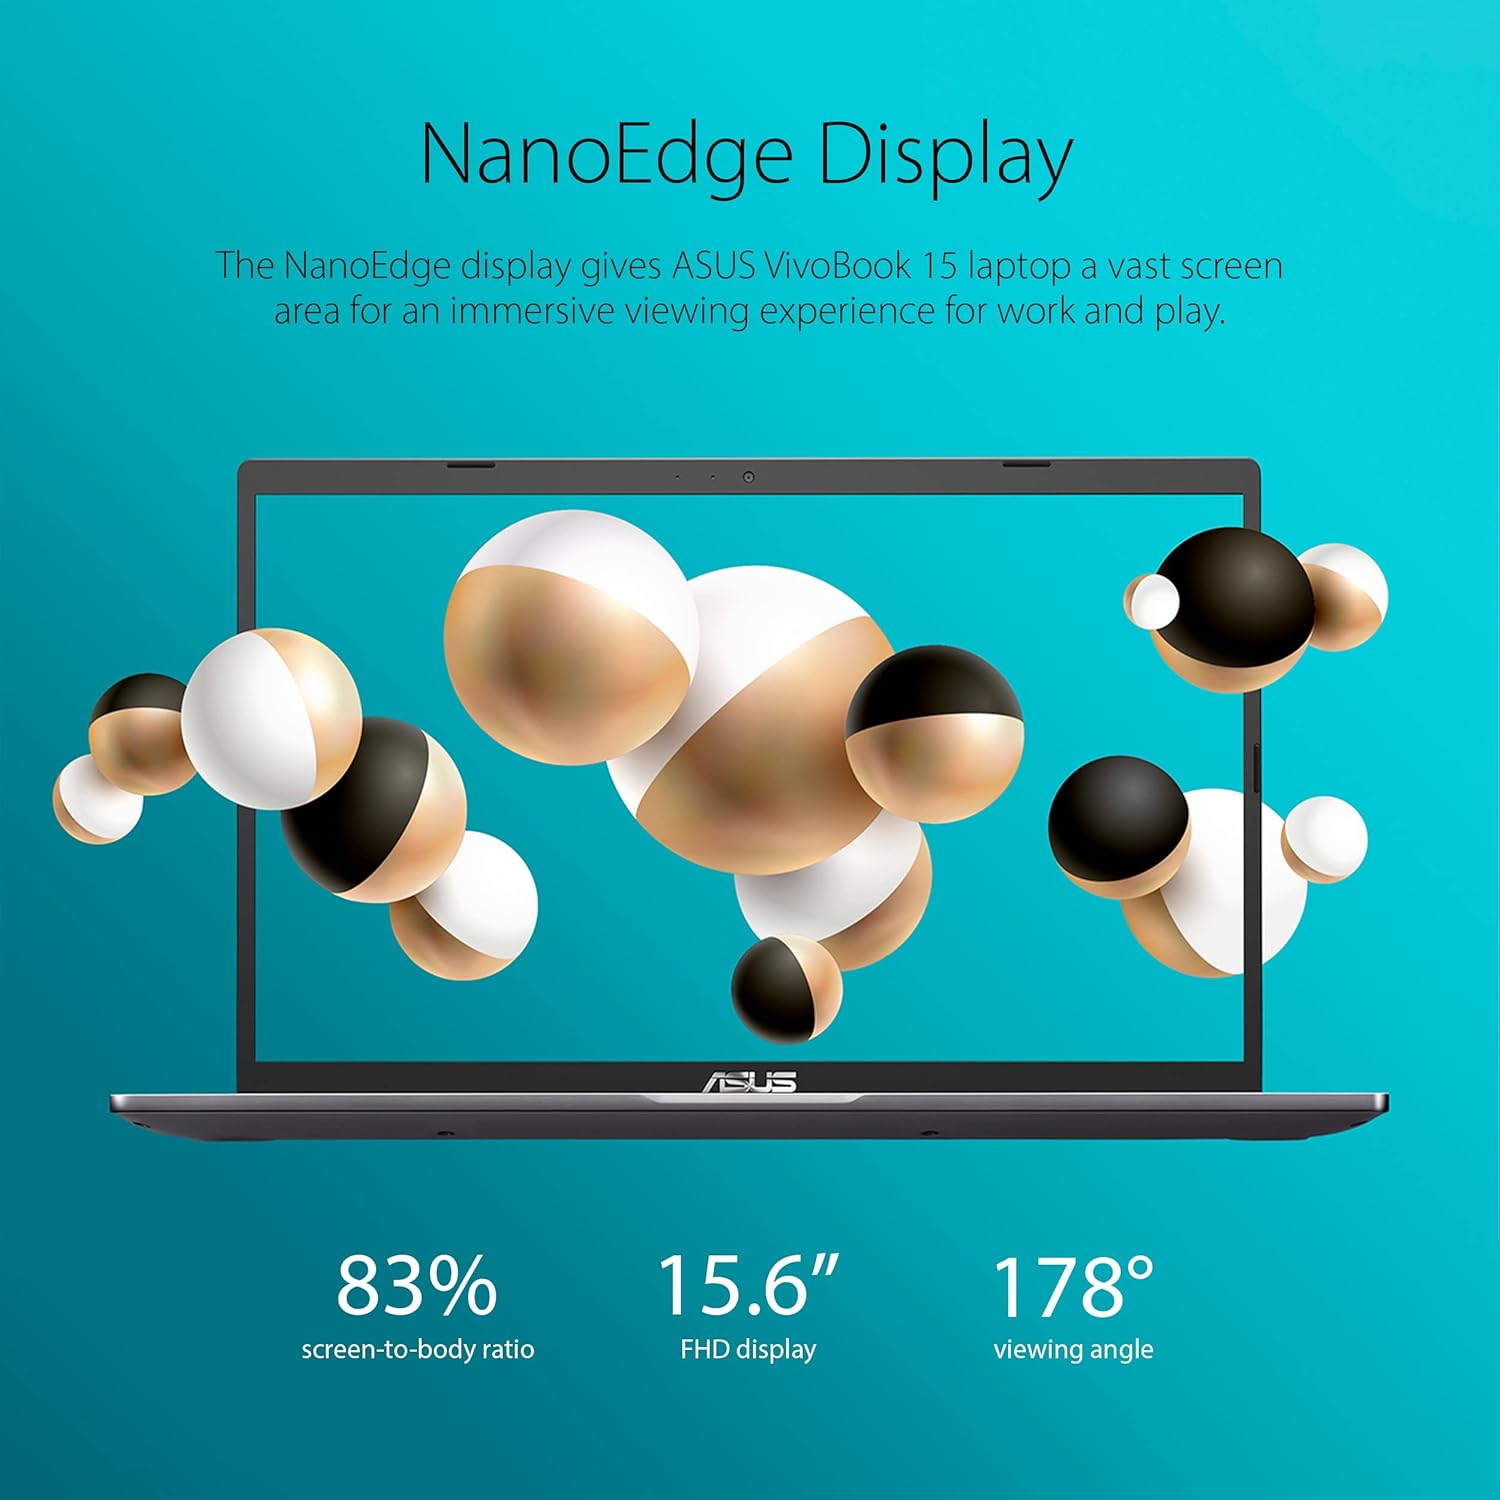 NanoEdge Display
The NanoEdge display gives ASUS VivoBook 15 laptop a vast screen
area for an immersive viewing experience for work and play.
ASUS
83%
screen-to-body ratio
15.6”
FHD display
178°
viewing angle